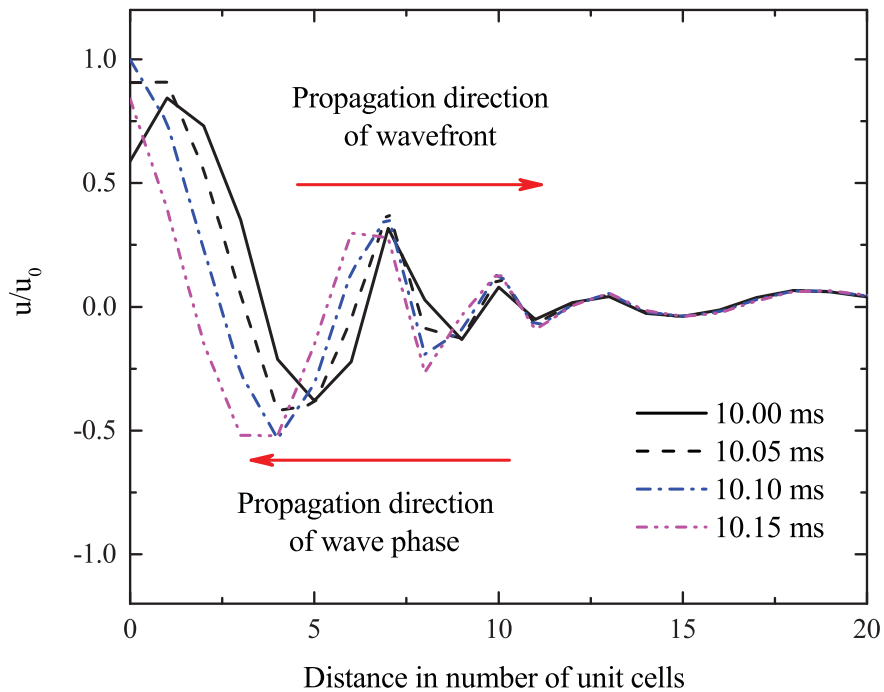 1.0
Propagation direction
of wavefront
0.5
u/u0
0.0
10.00 ms
10.05 ms
10.10 ms
10.15 ms
-0.5
Propagation direction
of wave phase
-1.0
0 5 10 15 20
Distance in number of unit cells